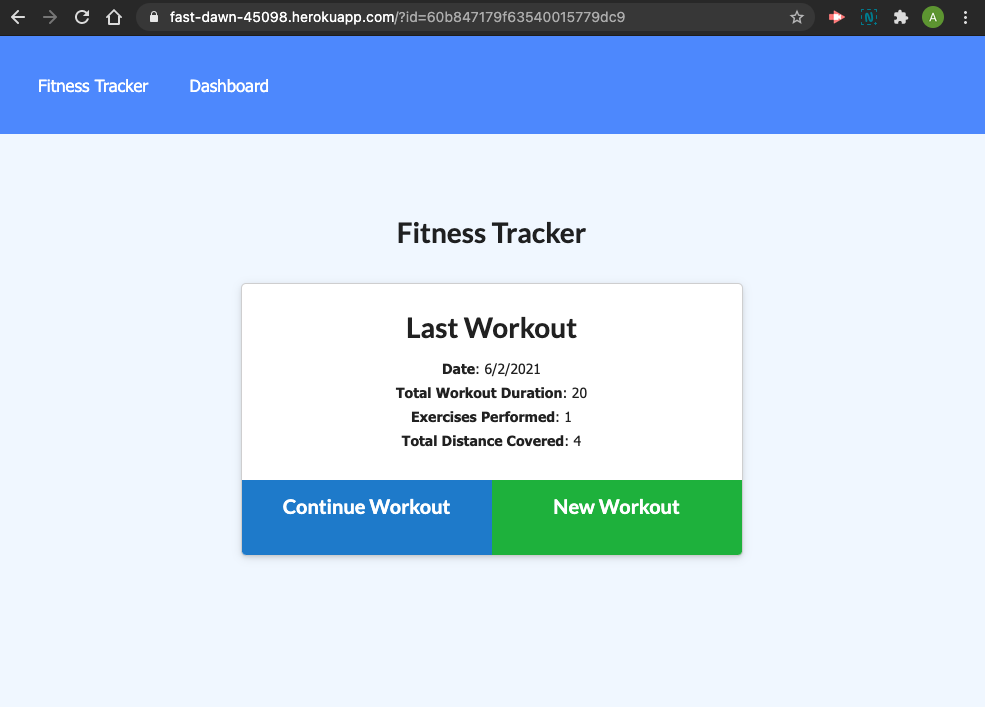 fast-dawn-45098.herokuapp.com/?id=60b847179f63540015779dc9
N
A
Fitness Tracker Dashboard
Fitness Tracker
Last Workout
Date: 6/2/2021
Total Workout Duration: 20
Exercises Performed: 1
Total Distance Covered: 4
Continue Workout New Workout